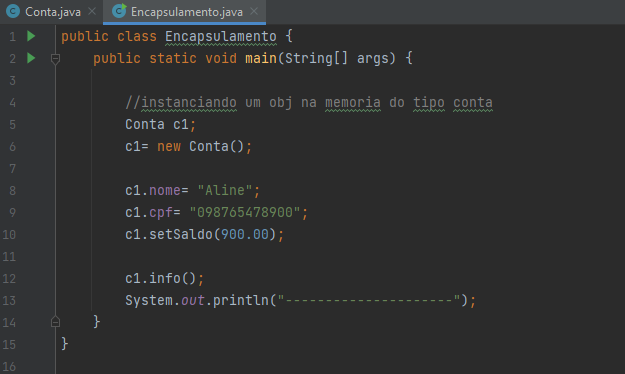 Conta.java × Encapsulamento.java ×
1 public class Encapsulamento {
2 public static void main(String[] args) {
3
4 //instanciando um obj na memoria do tipo conta
5 Conta c1;
6 c1= new Conta();
7
8 c1.nome= "Aline";
9 c1.cpf= "098765478900";
10 c1.setSaldo(900.00);
11
12 c1.info();
13 System.out.println("---------------------");
14 }
15 }
16